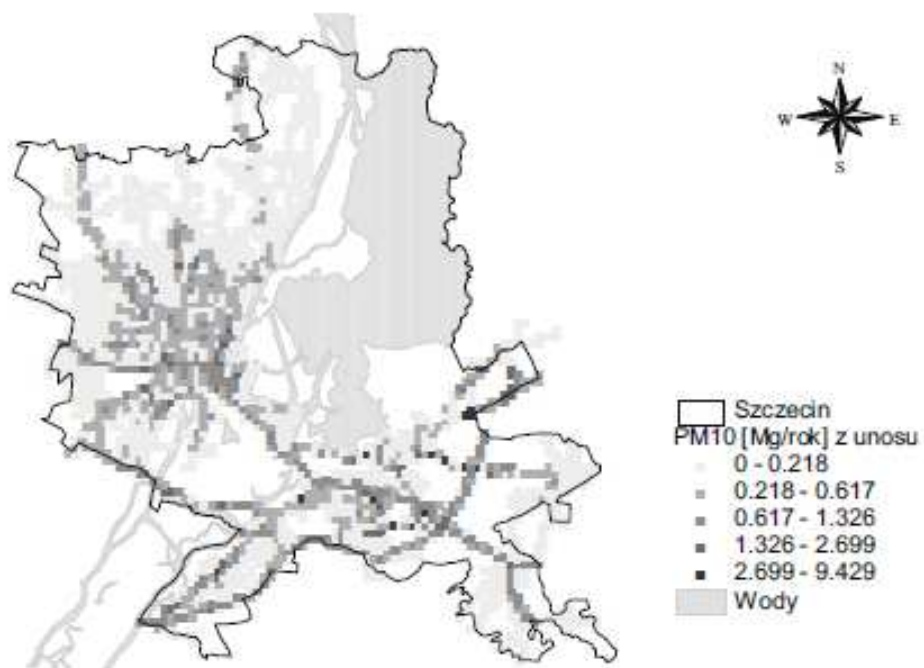 N
W E
S
Szczecin
PM10 [Mg/rok] z unosu
0 - 0.218
0.218 - 0.617
0.617 - 1.326
1.326 - 2.699
2.699 - 9.429
Wody